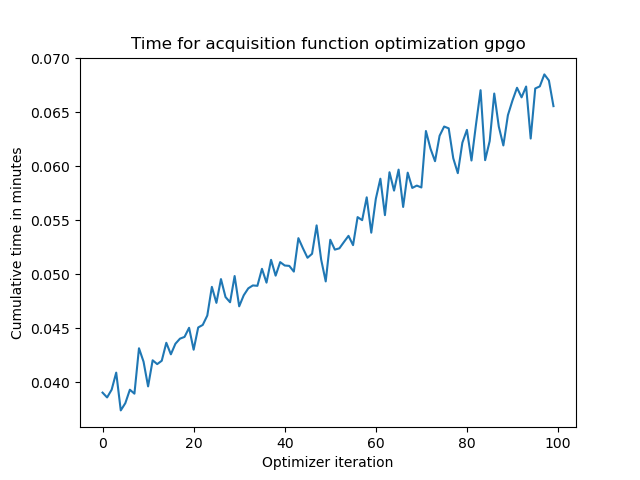 Time for acquisition function optimization gpgo
0.070
0.065
0.060
0.055
0.050
0.045
0.040
Cumulative time in minutes
0 20 40 60 80 100
Optimizer iteration